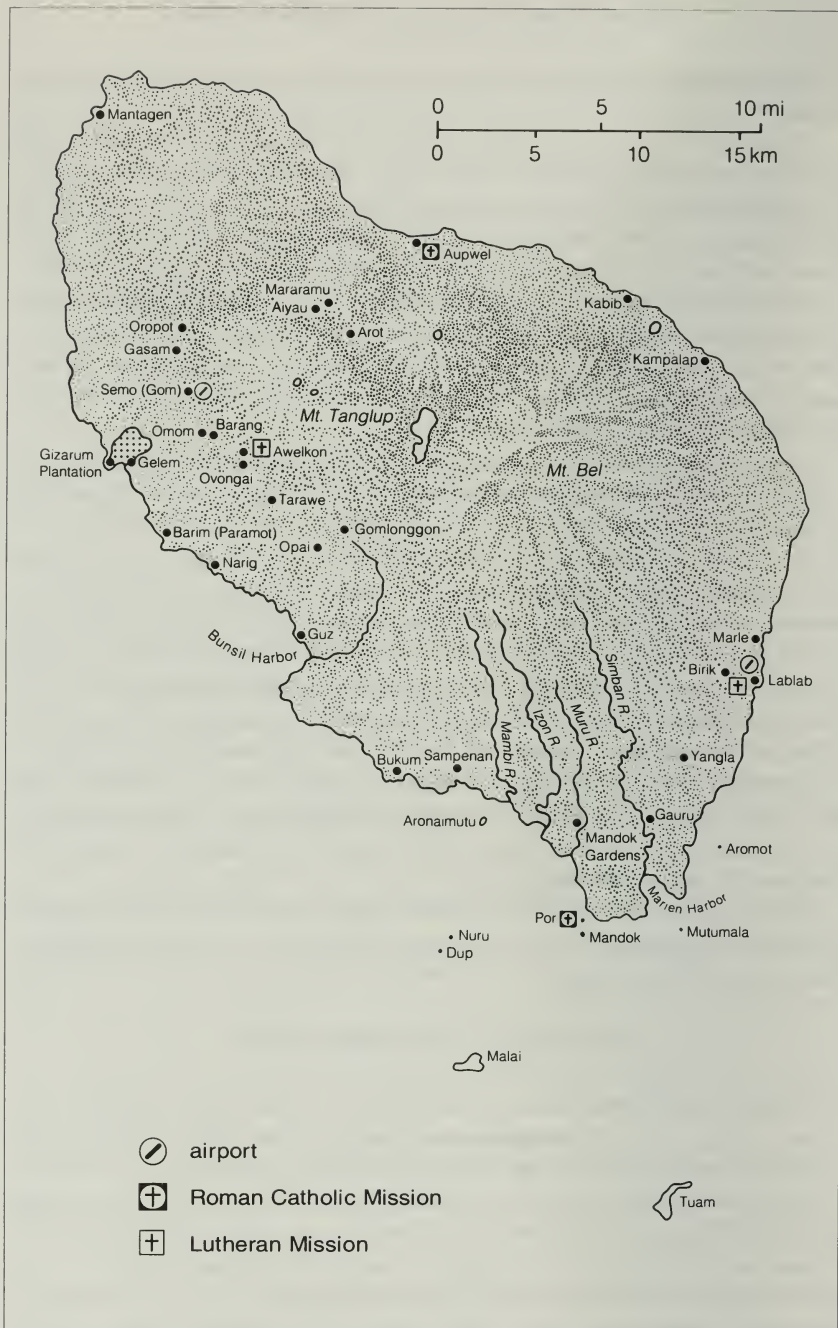 0 5 10 mi
0 5 10 15 km
Mantagen
Aupwel
Mararamu
Aiyau
Kabib
Oropot
Arot
Gasam
Kampalap
Semo (Gom)
Mt. Tanglup
Omom
Barang
Gizarum
Plantation
Gelem
Awelkon
Ovongai
Mt. Bel
Tarawe
Barim (Paramot)
Gomlonggon
Opai
Narig
Guz
Bunsil Harbor
Marle
Birik
Lablab
Mambi R
Izon R
Muru R
Simban R
Bukum
Sampenan
Yangla
Aronaimutu
Gauru
Mandok
Gardens
Aromot
Marien Harbor
Por
Mandok
Mutumala
Nuru
Dup
Malai
airport
Roman Catholic Mission
Tuam
Lutheran Mission